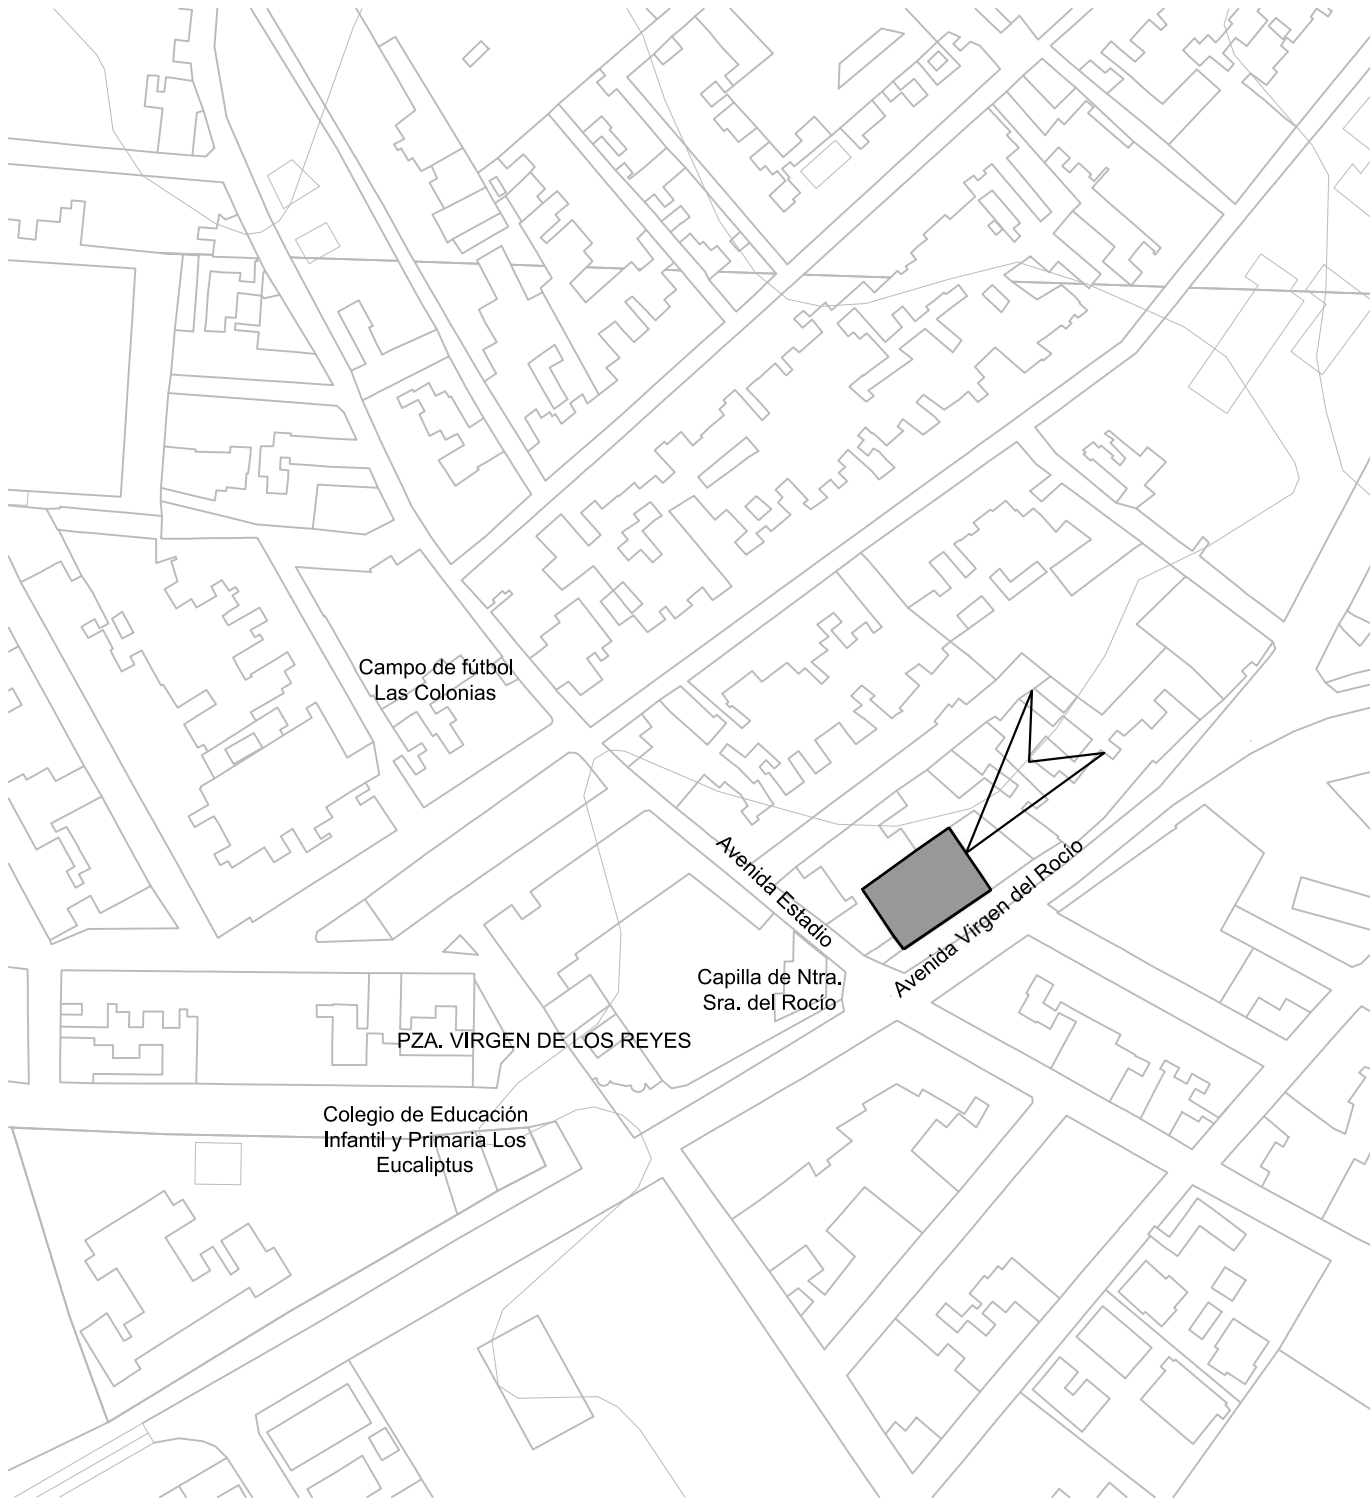 Campo de fútbol
Las Colonias
Avenida Estadio
Avenida Virgen del Rocío
Capilla de Ntra.
Sra. del Rocío
PZA. VIRGEN DE LOS REYES
Colegio de Educación
Infantil y Primaria Los
Eucaliptus